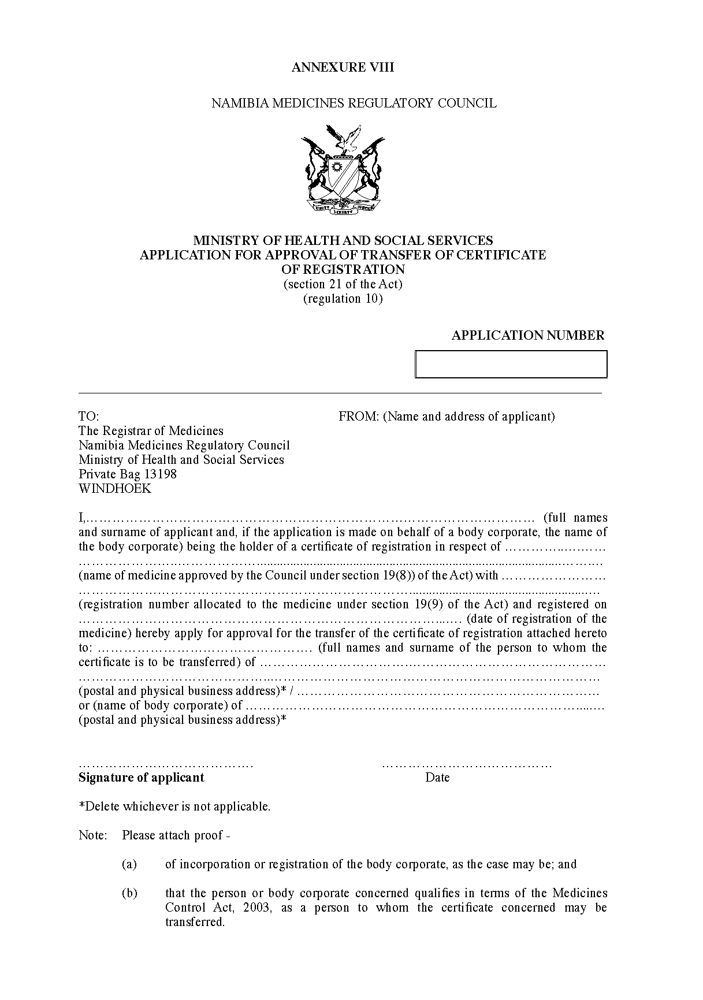 ANNEXURE VIII
NAMIBIA MEDICINES REGULATORY COUNCIL
UNITY LIBERTY JUSTICE
MINISTRY OF HEALTH AND SOCIAL SERVICES
APPLICATION FOR APPROVAL OF TRANSFER OF CERTIFICATE
OF REGISTRATION
(section 21 of the Act)
(regulation 10)
APPLICATION NUMBER
TO: FROM: (Name and address of applicant)
The Registrar of Medicines
Namibia Medicines Regulatory Council
Ministry of Health and Social Services
Private Bag 13198
WINDHOEK
I,………………………………………………………………………………………… (full names
and surname of applicant and, if the application is made on behalf of a body corporate, the name of
the body corporate) being the holder of a certificate of registration in respect of …………..……….
…………………..………………..........................................................................................……….
(name of medicine approved by the Council under section 19(8)) of the Act) with ……………………
…………………………………………………………………......................................................…
(registration number allocated to the medicine under section 19(9) of the Act) and registered on
………………………………………………………………………..…. (date of registration of the
medicine) hereby apply for approval for the transfer of the certificate of registration attached hereto
to: …………………………………………. (full names and surname of the person to whom the
certificate is to be transferred) of ……………………………………………………………………
……………………………………..…………………………………………………………………
(postal and physical business address)* / ……………………………………………………………
or (name of body corporate) of …………………………………………………………………....…
(postal and physical business address)*
…………………………………. …………………………………
Signature of applicant Date
*Delete whichever is not applicable.
Note: Please attach proof -
(a) of incorporation or registration of the body corporate, as the case may be; and
(b) that the person or body corporate concerned qualifies in terms of the Medicines
Control Act, 2003, as a person to whom the certificate concerned may be
transferred.